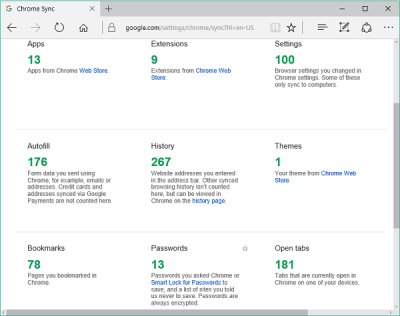 Chrome Sync
google.com/settings/chrome/sync?hl=en-US
Apps
13
Apps from Chrome Web Store.
Extensions
9
Extensions from Chrome Web
Store.
Settings
100
Browser settings you changed in
Chrome settings. Some of these
only sync to computers.
Autofill
176
Form data you sent using
Chrome, for example, emails or
addresses. Credit cards and
addresses synced via Google
Payments are not counted here.
History
267
Website addresses you entered
in the address bar. Other synced
browsing history isn't counted
here, but can be viewed in
Chrome on the history page.
Themes
1
Your theme from Chrome Web
Store.
Bookmarks
78
Pages you bookmarked in
Chrome.
Passwords
13
Passwords you asked Chrome or
Smart Lock for Passwords to
save, and a list of sites you told
us never to save. Passwords are
always encrypted.
Open tabs
181
Tabs that are currently open in
Chrome on one of your devices.